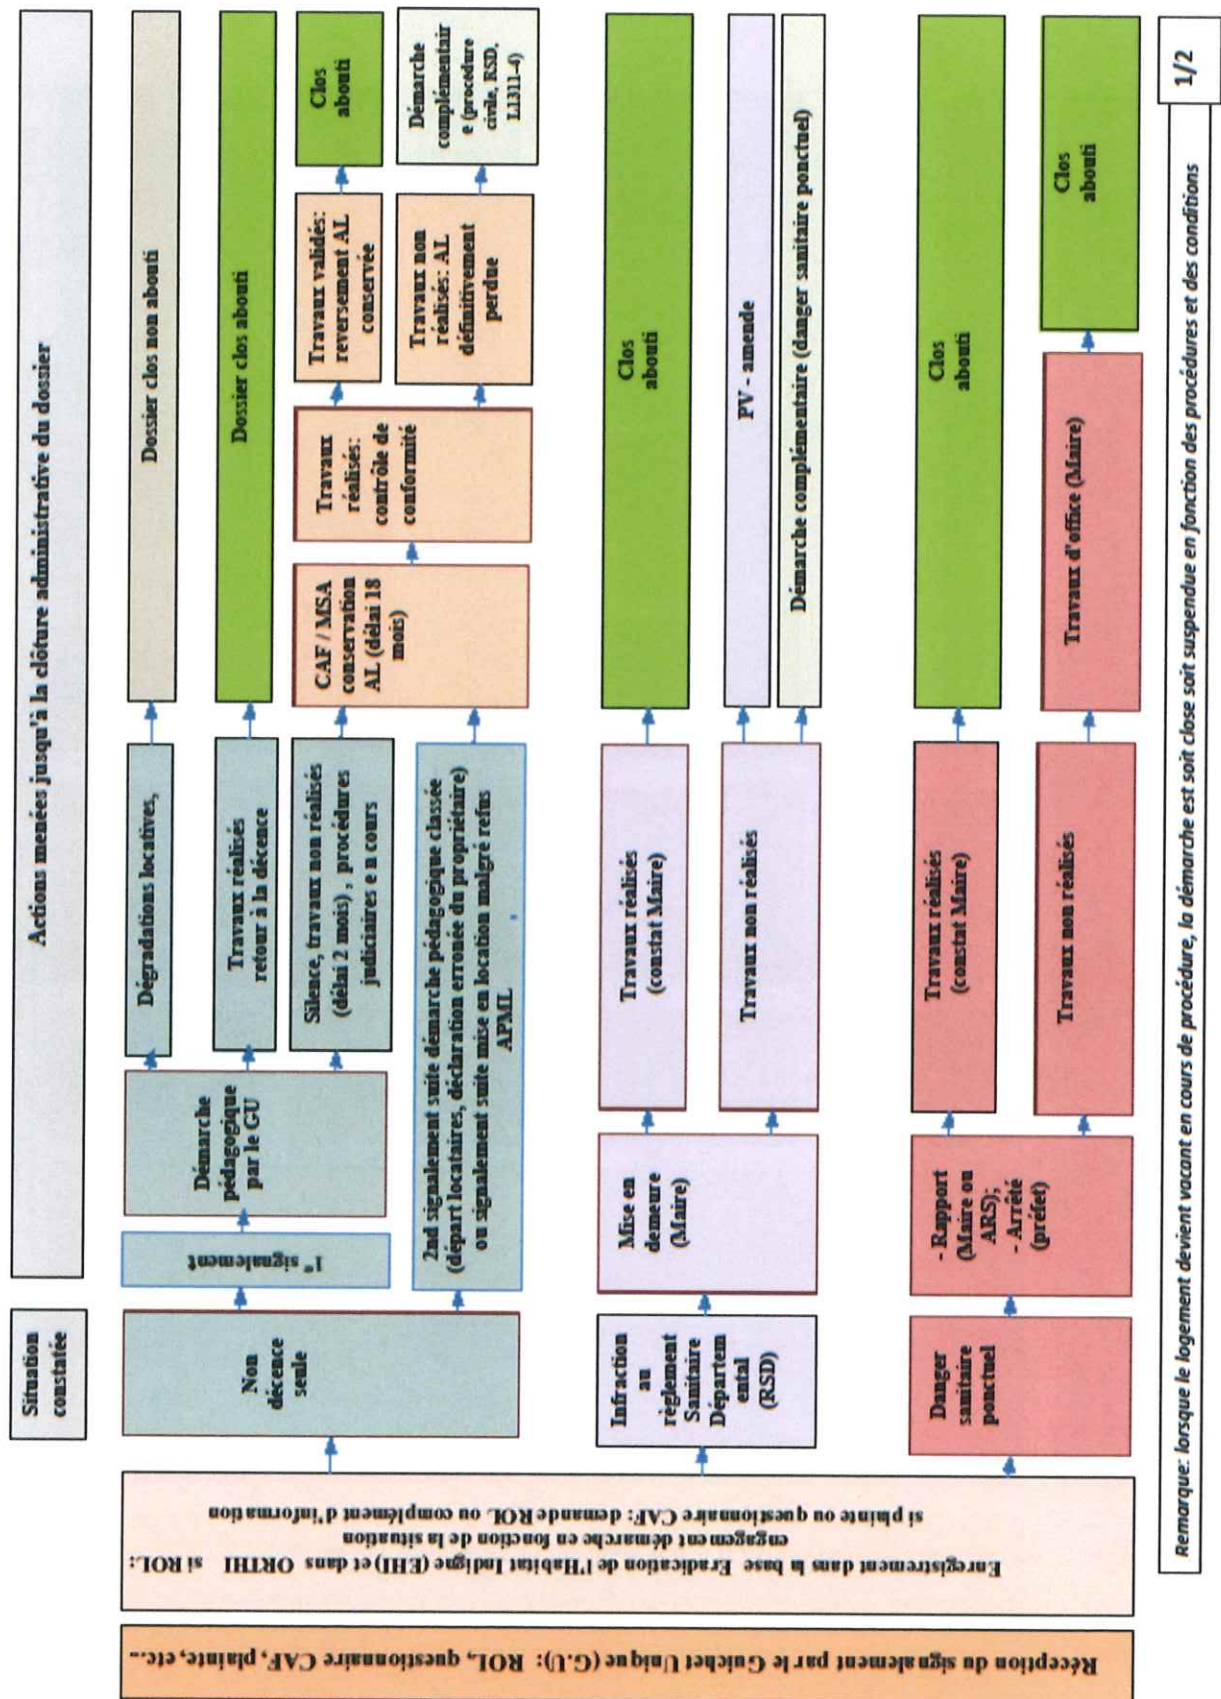 Réception du signalement par le Guichet Unique (G.U): ROL, questionnaire CAF, plainte, etc...
Enregistrement dans la base Eradication de l'Habitat Indigne (EHI) et dans ORTHI si ROL:
engagement démarche en fonction de la situation
si plainte ou questionnaire CAF: demande ROL ou complément d'information
Situation
constatée
Actions menées jusqu'à la clôture administrative du dossier
Non
décence
seule
1° signalement
Démarche
pédagogique
par le GU
Dégradations locatives,
Dossier clos non abouti
Travaux réalisés
retour à la décence
Dossier clos abouti
Silence, travaux non réalisés
(délai 2 mois) , procédures
judiciaires e n cours
2nd signalement suite démarche pédagogique classée
(départ locataires, déclaration erronée du propriétaire)
ou signalement suite mise en location malgré refus
APML
CAF / MSA
conservation
AL (délai 18
mois)
Travaux
réalisés:
contrôle de
conformité
Travaux validés:
reversement AL
conservée
Clos
abouti
Travaux non
réalisés: AL
définitivement
perdue
Démarche
complémentair
e (procédure
civile, RSD,
L1311-4)
Infraction
au
règlement
Sanitaire
Départem
ental
(RSD)
Mise en
demeure
(Maire)
Travaux réalisés
(constat Maire)
Clos
abouti
Travaux non réalisés
PV - amende
Démarche complémentaire (danger sanitaire ponctuel)
Danger
sanitaire
ponctuel
- Rapport
(Maire ou
ARS);
- Arrêté
(préfet)
Travaux réalisés
(constat Maire)
Clos
abouti
Travaux non réalisés
Travaux d'office (Maire)
Clos
abouti
Remarque: lorsque le logement devient vacant en cours de procédure, la démarche est soit close soit suspendue en fonction des procédures et des conditions
1/2